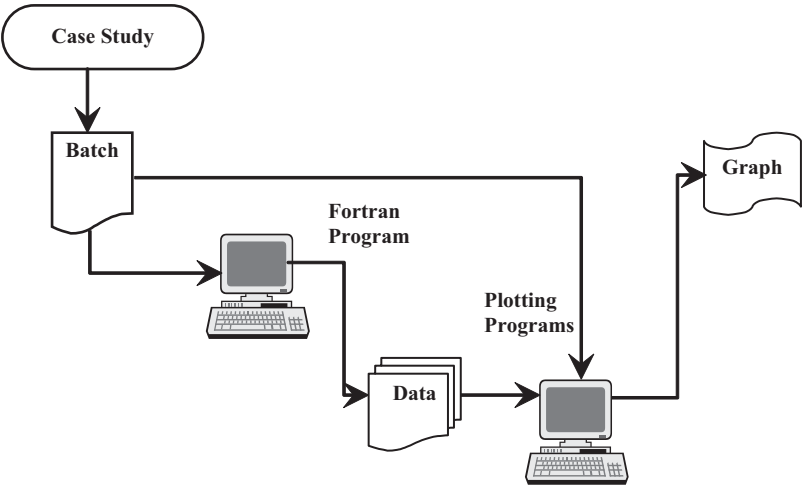 Case Study
Batch
Graph
Fortran
Program
Plotting
Programs
Data